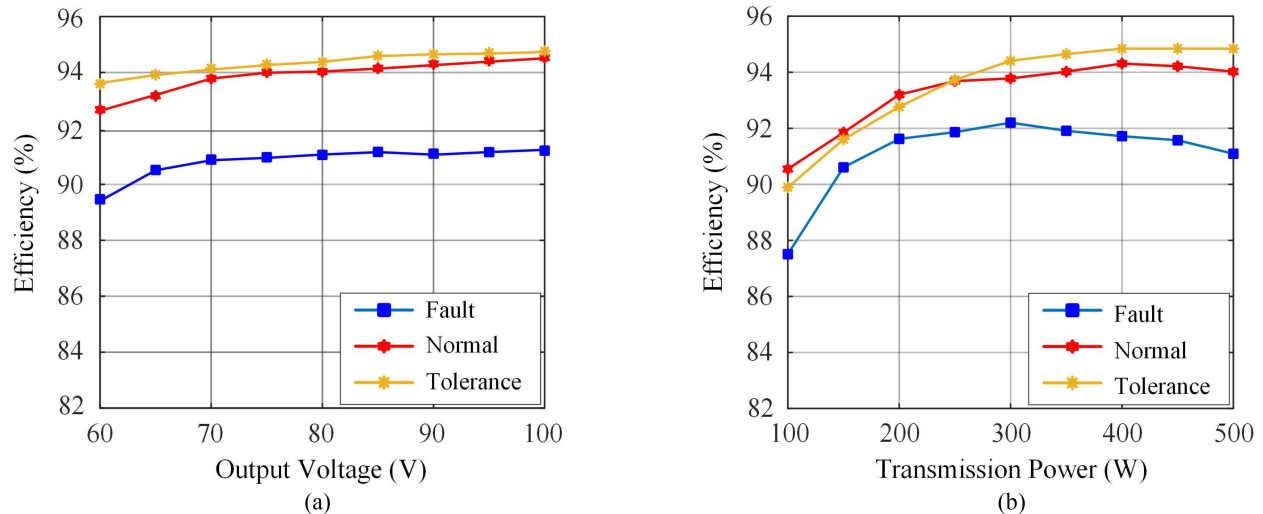 96
94
92
90
88
86
84
82
Efficiency (%)
60
70
80
90
100
Output Voltage (V)
Fault
Normal
Tolerance
(a)
96
94
92
90
88
86
84
82
Efficiency (%)
100
200
300
400
500
Transmission Power (W)
Fault
Normal
Tolerance
(b)